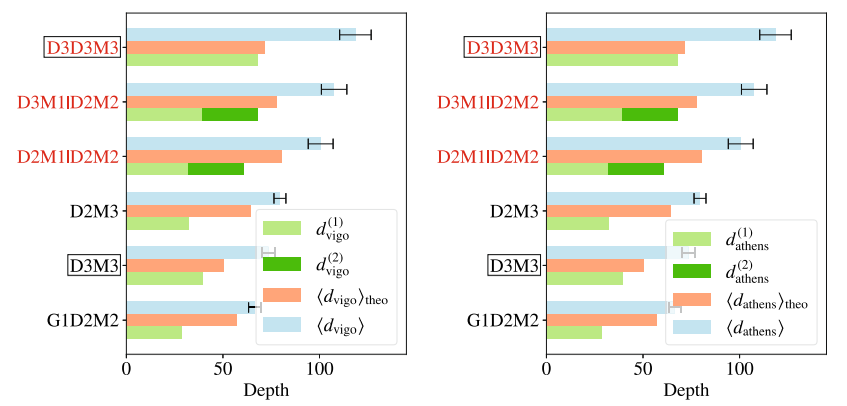 D3D3M3
D3M1|D2M2
D2M1|D2M2
D2M3
D3M3
G1D2M2
d_vigo^(1)
d_vigo^(2)
⟨d_vigo⟩_theo
⟨d_vigo⟩
0
50
100
Depth
D3D3M3
D3M1|D2M2
D2M1|D2M2
D2M3
D3M3
G1D2M2
d_athens^(1)
d_athens^(2)
⟨d_athens⟩_theo
⟨d_athens⟩
0
50
100
Depth